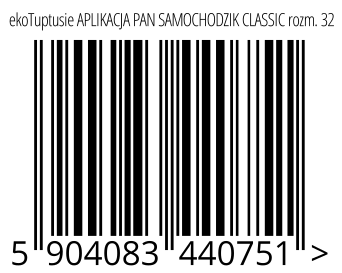 ekoTuptusie APLIKACJA PAN SAMOCHODZIK CLASSIC rozm. 32
5 904083 440751 >